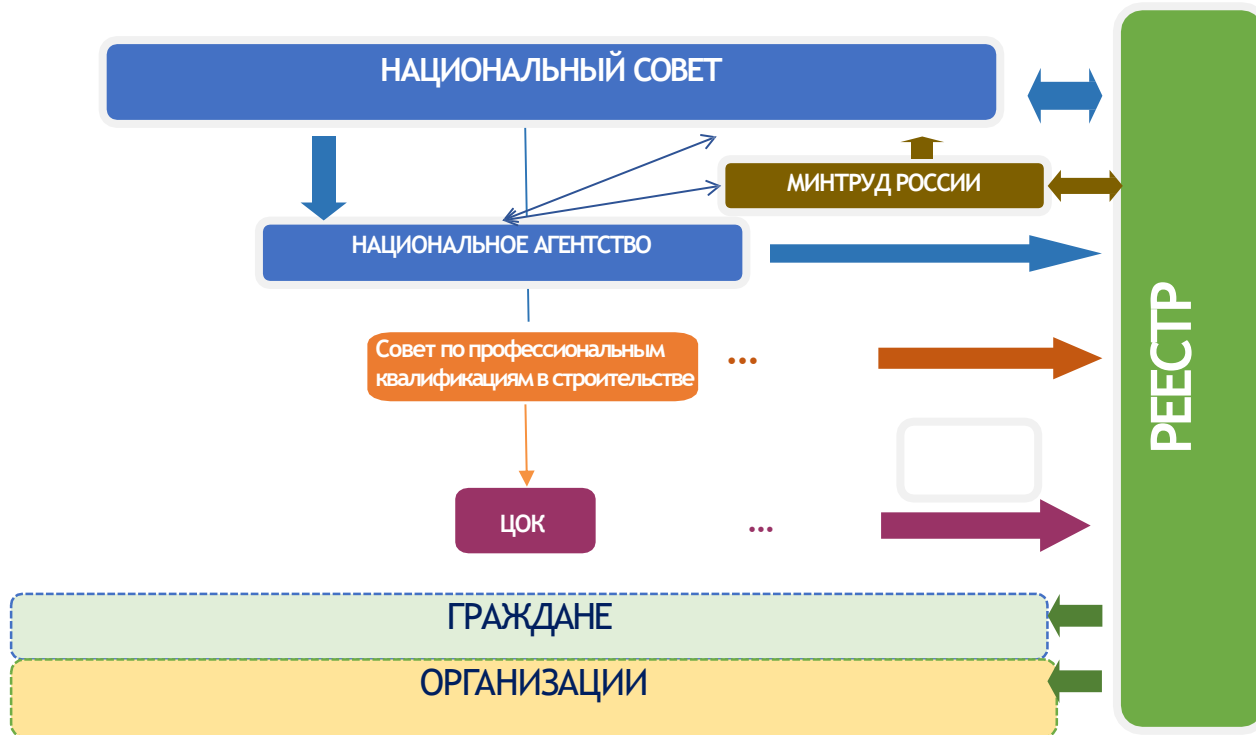 НАЦИОНАЛЬНЫЙ СОВЕТ
МИНТРУД РОССИИ
НАЦИОНАЛЬНОЕ АГЕНТСТВО
Совет по профессиональным
квалификациям в строительстве
...
ЦОК
...
ГРАЖДАНЕ
ОРГАНИЗАЦИИ
РЕЕСТР